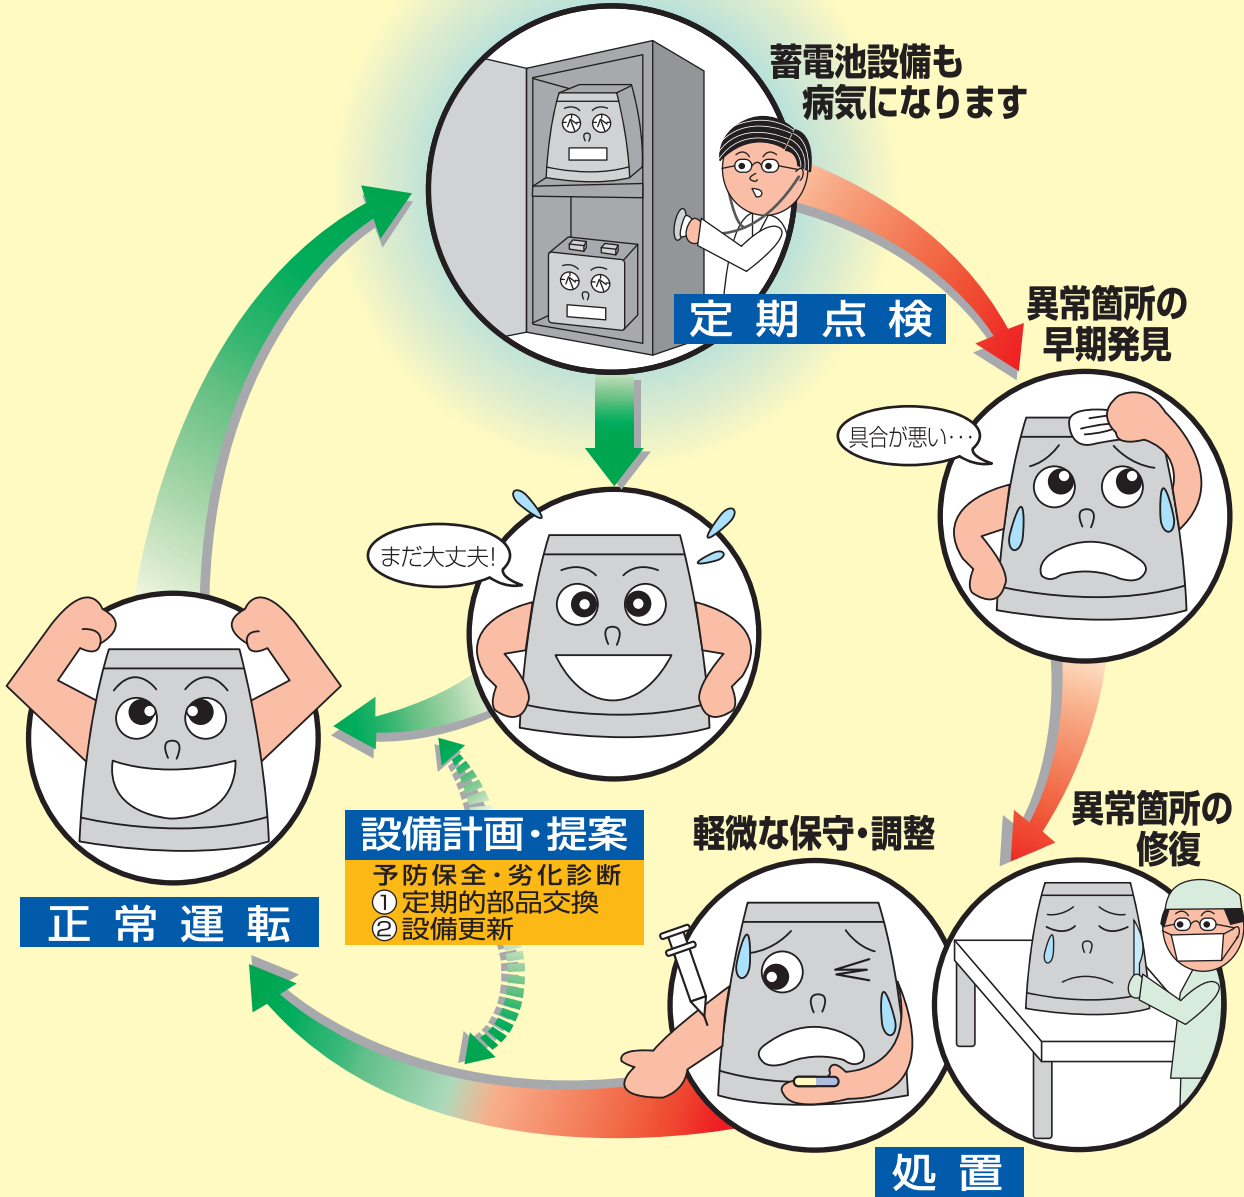 蓄電池設備も
病気になります
定期点検
異常箇所の
早期発見
具合が悪い…
まだ大丈夫!
設備計画・提案
予防保全・劣化診断
①定期的部品交換
②設備更新
正常運転
軽微な保守・調整
異常箇所の
修復
処置